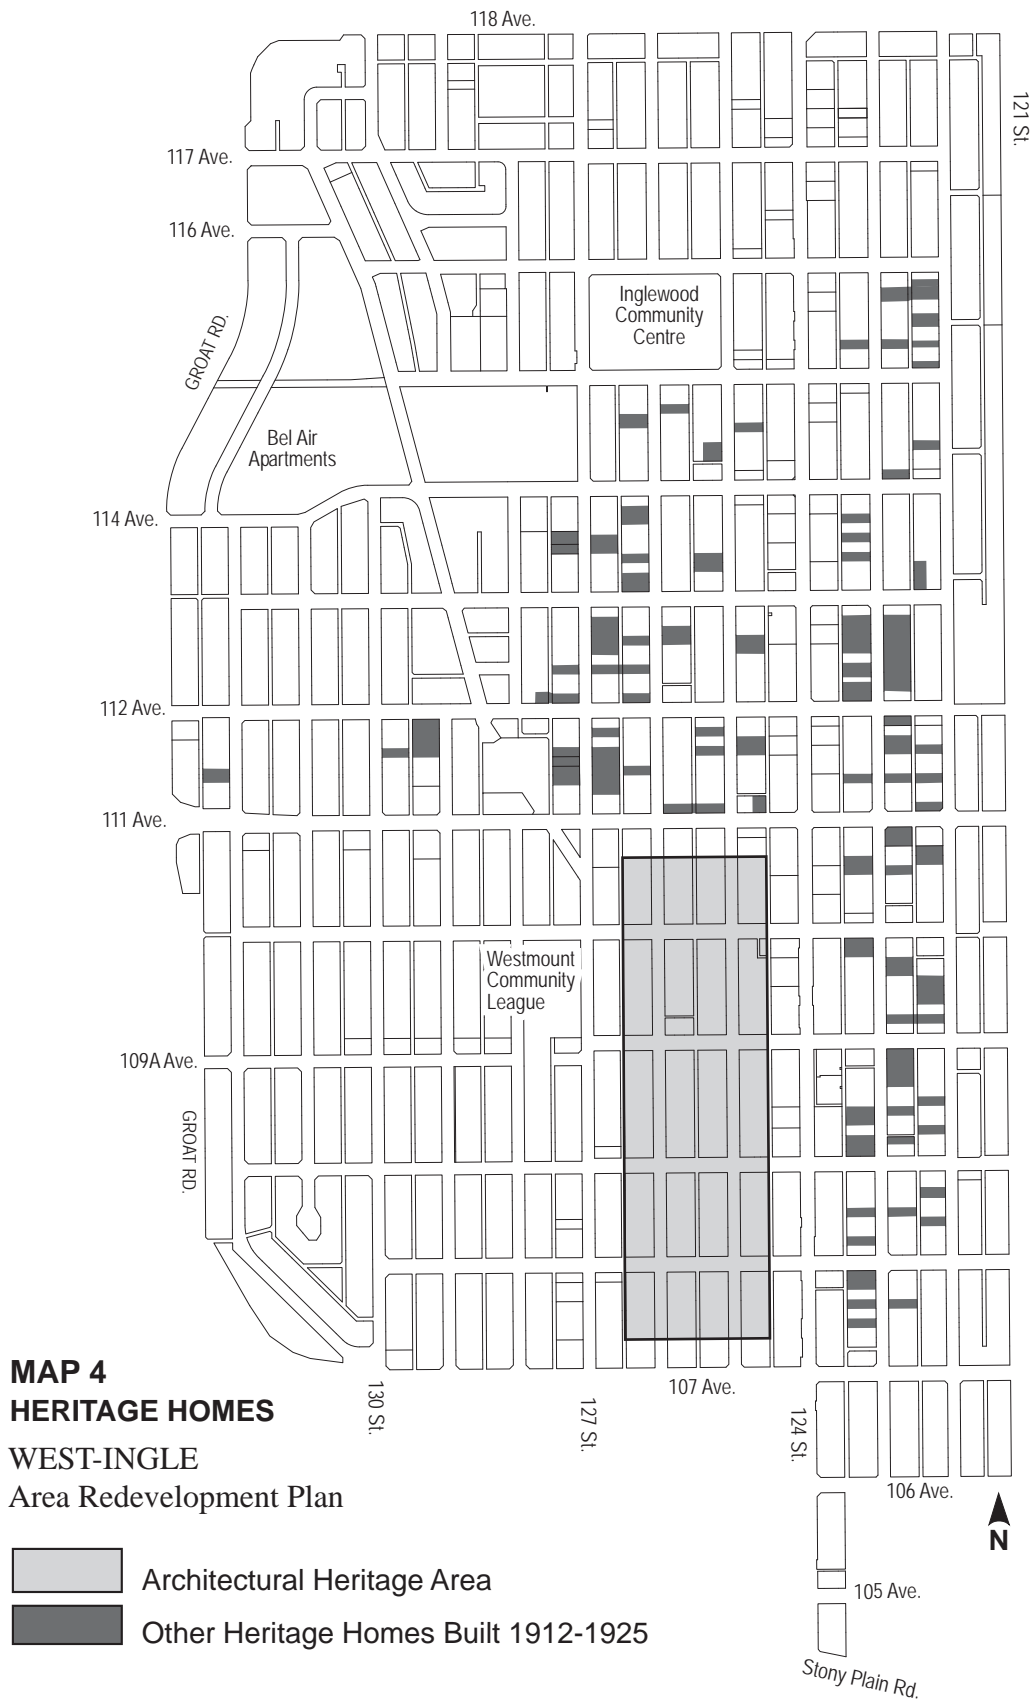 118 Ave.
121 St.
117 Ave.
116 Ave.
Inglewood
Community
Centre
GROAT RD.
Bel Air
Apartments
114 Ave.
112 Ave.
111 Ave.
Westmount
Community
League
109A Ave.
GROAT RD.
MAP 4
HERITAGE HOMES
WEST-INGLE
Area Redevelopment Plan
130 St.
127 St.
107 Ave.
124 St.
106 Ave.
N
Architectural Heritage Area
Other Heritage Homes Built 1912-1925
105 Ave.
Stony Plain Rd.